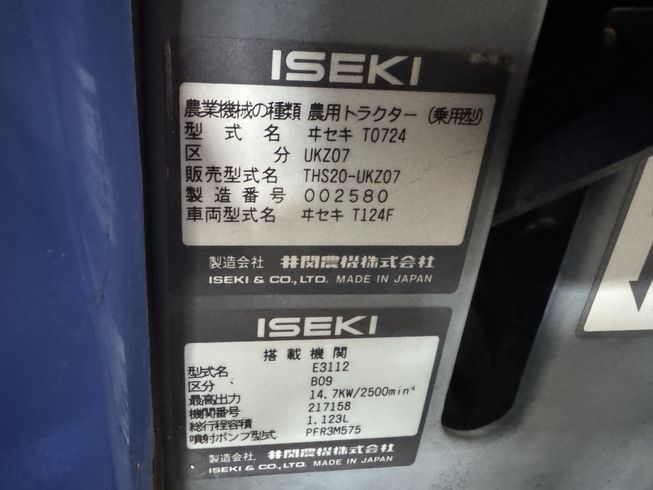 ISEKI
農業機械の種類 農用トラクター (乗用型)
型式名 ヰセキ T0724
区分 UKZ07
販売型式名 THS20-UKZ07
製造番号 002580
車両型式名 ヰセキ T124F
製造会社 井関農機株式会社
ISEKI & CO., LTD. MADE IN JAPAN
ISEKI
搭載機関
型式名 E3112
区分 B09
最高出力 14.7KW/2500min⁻¹
機関番号 217158
総行程容積 1.123L
噴射ポンプ型式 PFR3M575
製造会社 井関農機株式会社
ISEKI & CO., LTD. MADE IN JAPAN